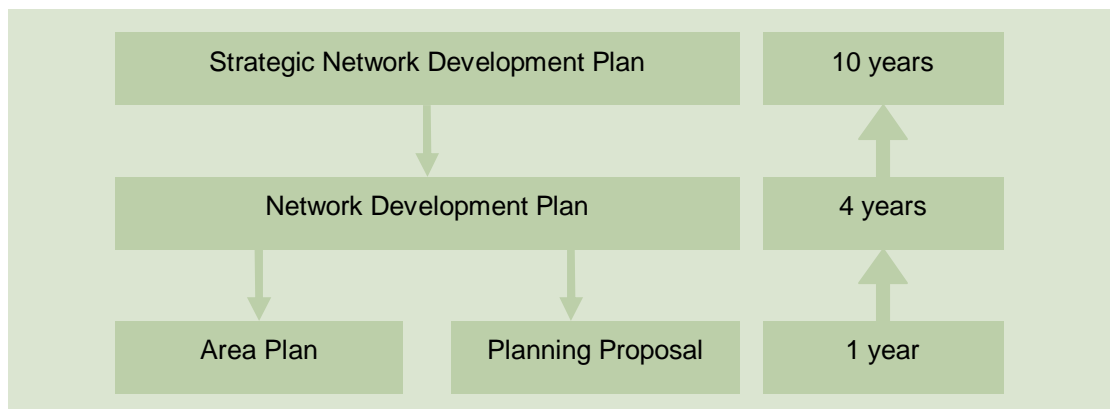 Strategic Network Development Plan
10 years
Network Development Plan
4 years
Area Plan
Planning Proposal
1 year